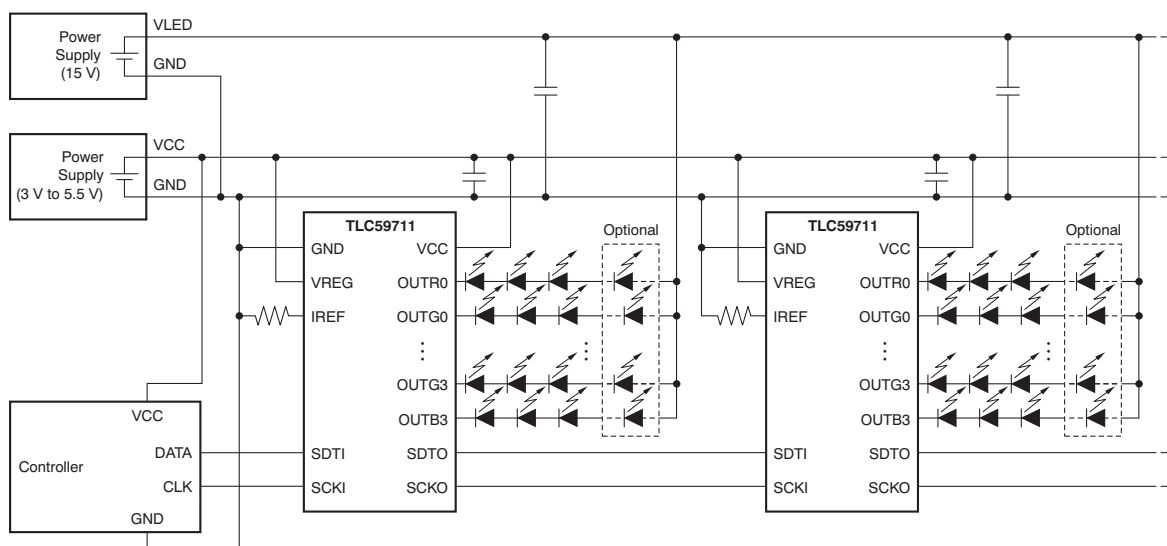 VLED
Power
Supply
(15 V)
GND
VCC
Power
Supply
(3 V to 5.5 V)
GND
TLC59711
GND
VCC
VREG
OUTR0
IREF
OUTG0
⋮
OUTG3
OUTB3
SDTI
SDTO
SCKI
SCKO
Optional
⋮
TLC59711
GND
VCC
VREG
OUTR0
IREF
OUTG0
⋮
OUTG3
OUTB3
SDTI
SDTO
SCKI
SCKO
Optional
⋮
VCC
DATA
Controller
CLK
GND